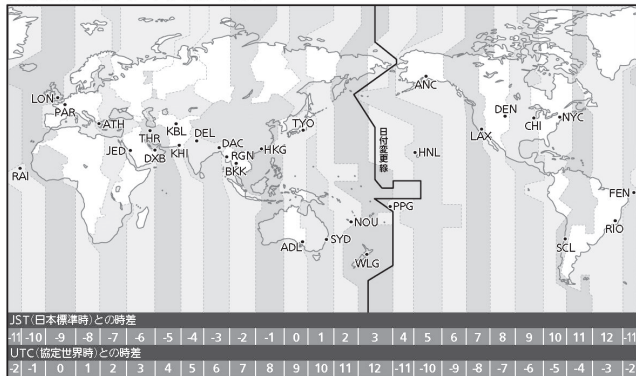 ANC
LON
PAR
DEN
NYC
CHI
ATH
KBL
TYO
LAX
THR
DEL
DAC
HKG
JED
DXB
KHI
RGN
BKK
日付変更線
HNL
RAI
FEN
PPG
NOU
RIO
ADL
SYD
SCL
WLG
JST(日本標準時)との時差
-11 -10 -9 -8 -7 -6 -5 -4 -3 -2 -1 0 1 2 3 4 5 6 7 8 9 10 11 12 -11
UTC(協定世界時)との時差
-2 -1 0 1 2 3 4 5 6 7 8 9 10 11 12 -11 -10 -9 -8 -7 -6 -5 -4 -3 -2